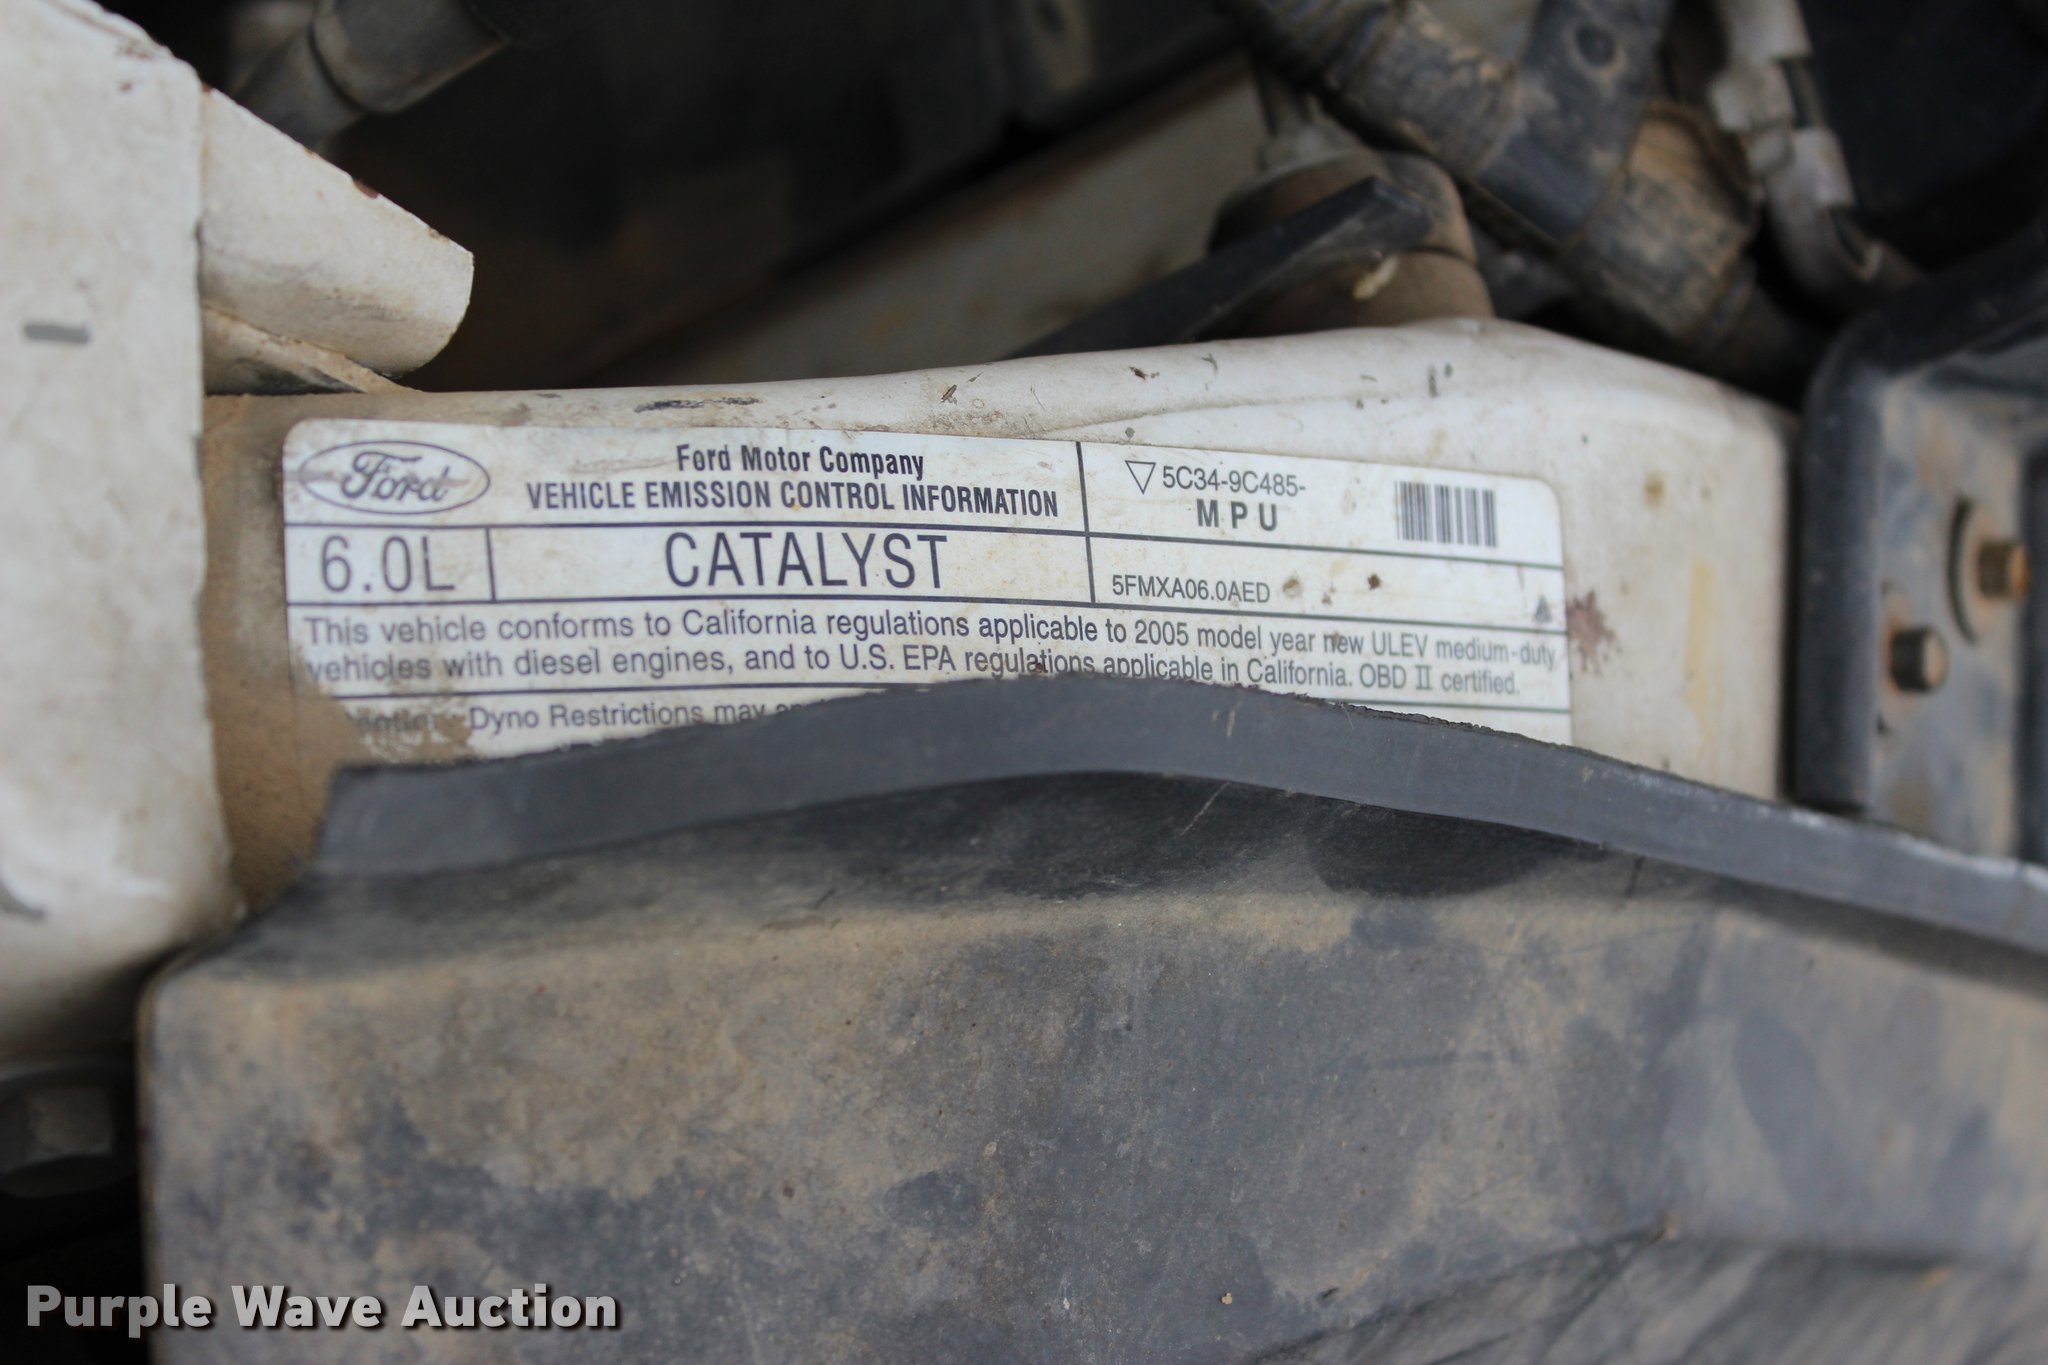 Ford
Ford Motor Company
VEHICLE EMISSION CONTROL INFORMATION
5C34-9C485-
MPU
6.0L
CATALYST
5FMXA06.0AED
This vehicle conforms to California regulations applicable to 2005 model year new ULEV medium-duty
vehicles with diesel engines, and to U.S. EPA regulations applicable in California. OBD II certified.
Dyno Restrictions may
Purple Wave Auction